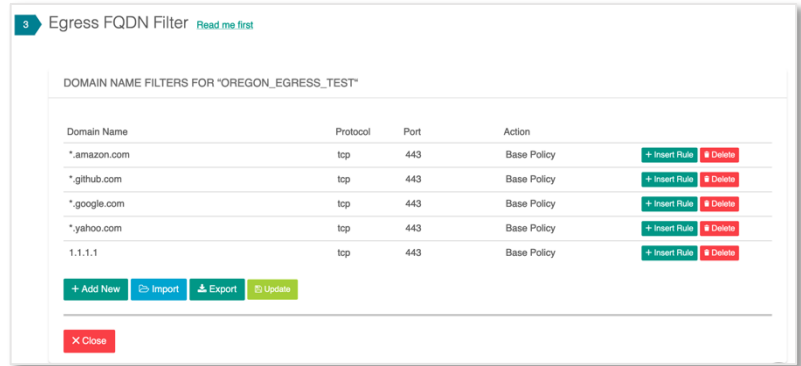 3 Egress FQDN Filter Read me first
DOMAIN NAME FILTERS FOR "OREGON_EGRESS_TEST"
Domain Name Protocol Port Action
*.amazon.com tcp 443 Base Policy + Insert Rule Delete
*.github.com tcp 443 Base Policy + Insert Rule Delete
*.google.com tcp 443 Base Policy + Insert Rule Delete
*.yahoo.com tcp 443 Base Policy + Insert Rule Delete
1.1.1.1 tcp 443 Base Policy + Insert Rule Delete
+ Add New Import Export Update
X Close